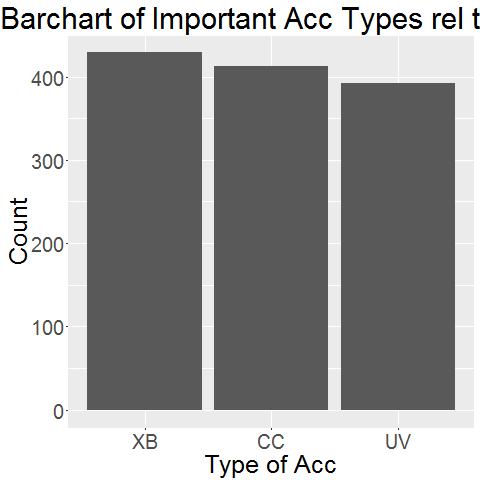 Barchart of Important Acc Types rel t
Count
400
300
200
100
0
XB CC UV
Type of Acc